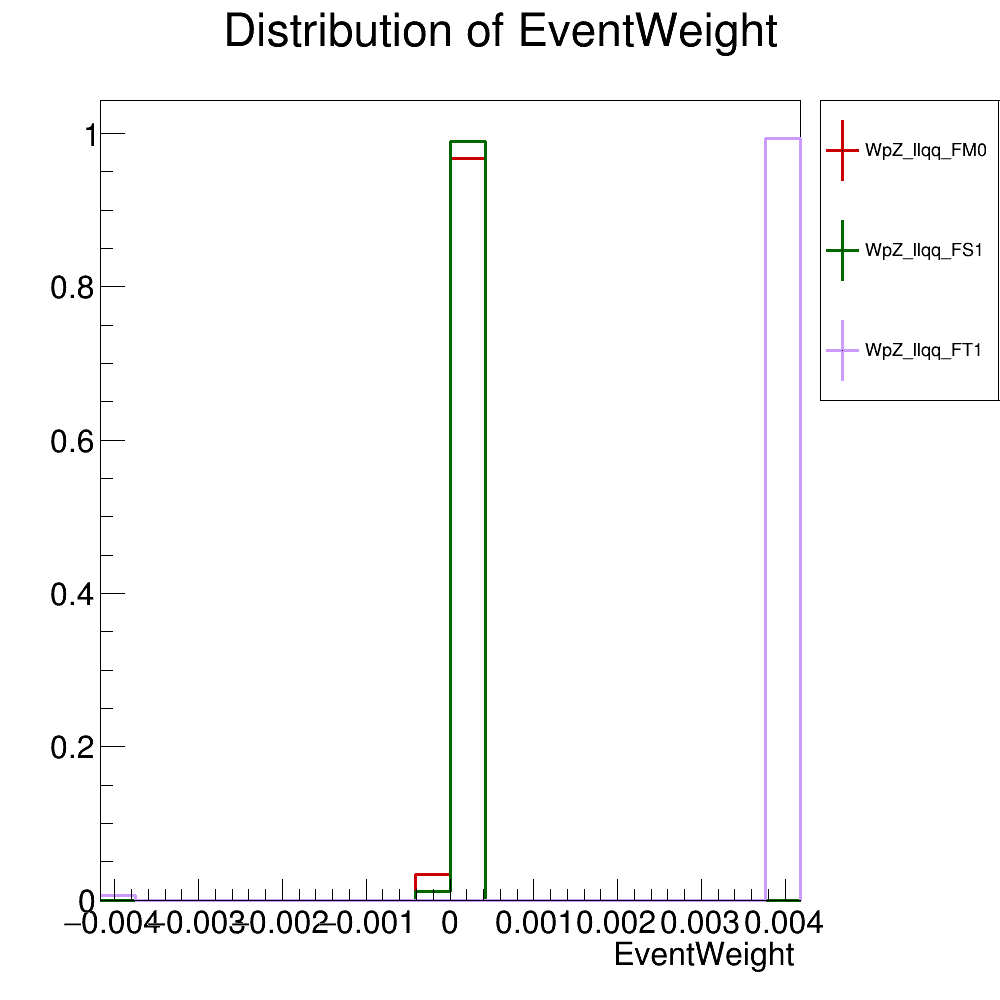 Distribution of EventWeight
1
0.8
0.6
0.4
0.2
0
−0.004 −0.003 −0.002 −0.001 0 0.001 0.002 0.003 0.004
EventWeight
WpZ_llqq_FM0
WpZ_llqq_FS1
WpZ_llqq_FT1